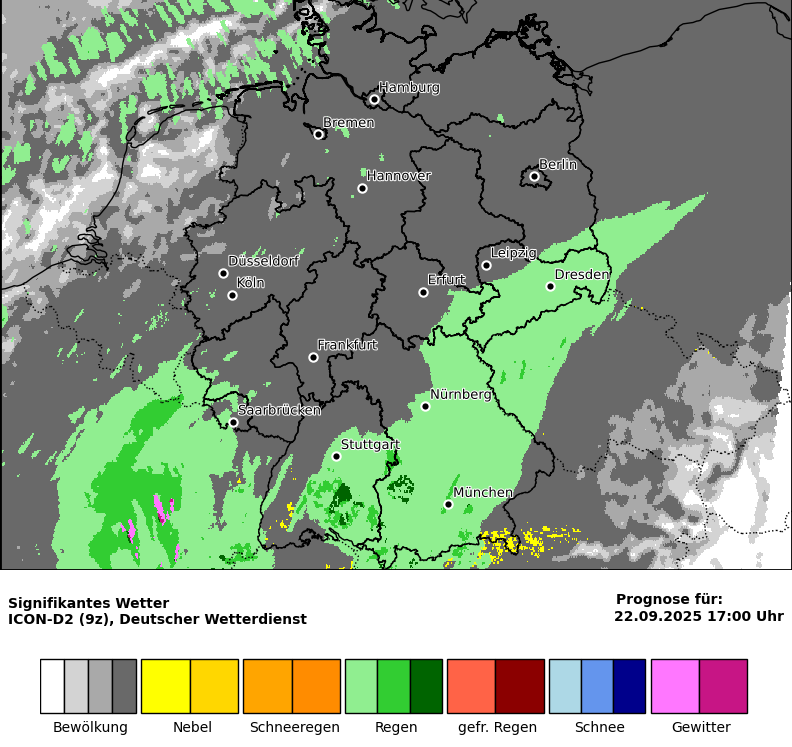 Hamburg
Bremen
Berlin
Hannover
Leipzig
Düsseldorf
Dresden
Köln
Erfurt
Frankfurt
Nürnberg
Saarbrücken
Stuttgart
München
Signifikantes Wetter
ICON-D2 (9z), Deutscher Wetterdienst
Prognose für:
22.09.2025 17:00 Uhr
Bewölkung Nebel Schneeregen Regen gefr. Regen Schnee Gewitter